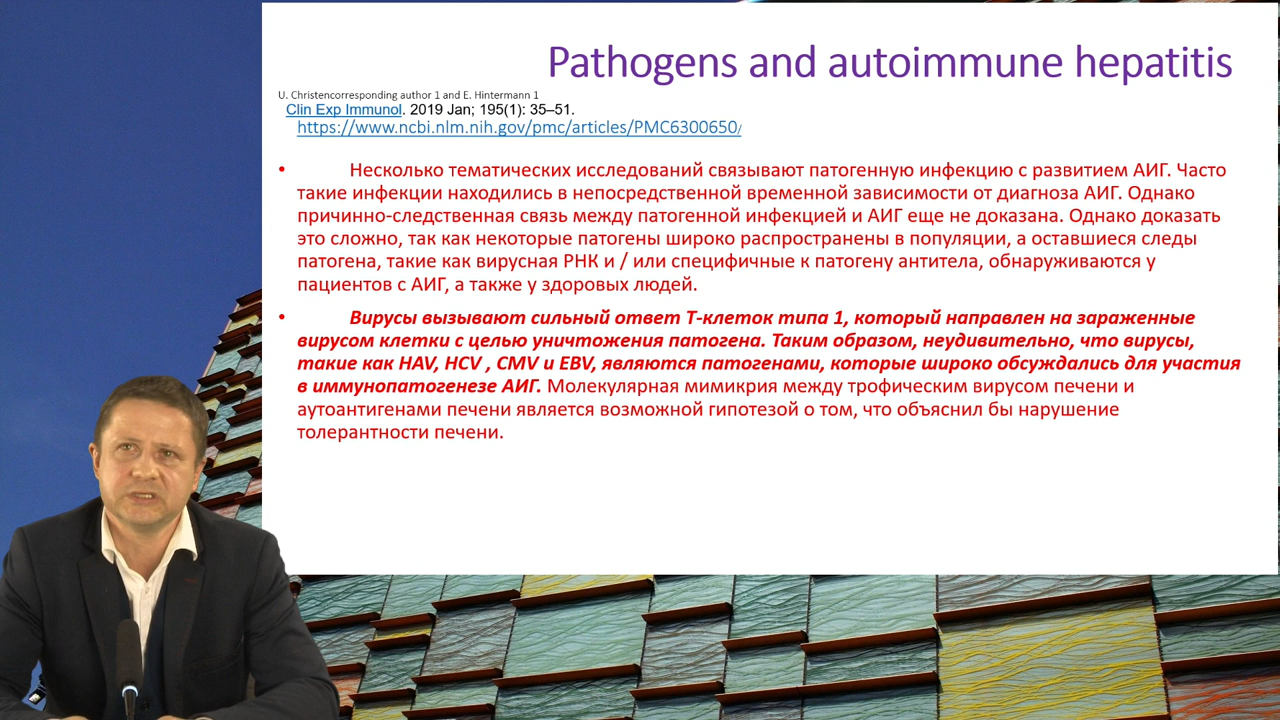 Pathogens and autoimmune hepatitis
U. Christencorresponding author 1 and E. Hintermann 1
Clin Exp Immunol. 2019 Jan; 195(1): 35–51.
https://www.ncbi.nlm.nih.gov/pmc/articles/PMC6300650/
• Несколько тематических исследований связывают патогенную инфекцию с развитием АИГ. Часто
такие инфекции находились в непосредственной временной зависимости от диагноза АИГ. Однако
причинно-следственная связь между патогенной инфекцией и АИГ еще не доказана. Однако доказать
это сложно, так как некоторые патогены широко распространены в популяции, а оставшиеся следы
патогена, такие как вирусная РНК и / или специфичные к патогену антитела, обнаруживаются у
пациентов с АИГ, а также у здоровых людей.
• Вирусы вызывают сильный ответ Т-клеток типа 1, который направлен на зараженные
вирусом клетки с целью уничтожения патогена. Таким образом, неудивительно, что вирусы,
такие как HAV, HCV , CMV и EBV, являются патогенами, которые широко обсуждались для участия
в иммунопатогенезе АИГ. Молекулярная мимикрия между трофическим вирусом печени и
аутоантигенами печени является возможной гипотезой о том, что объяснил бы нарушение
толерантности печени.